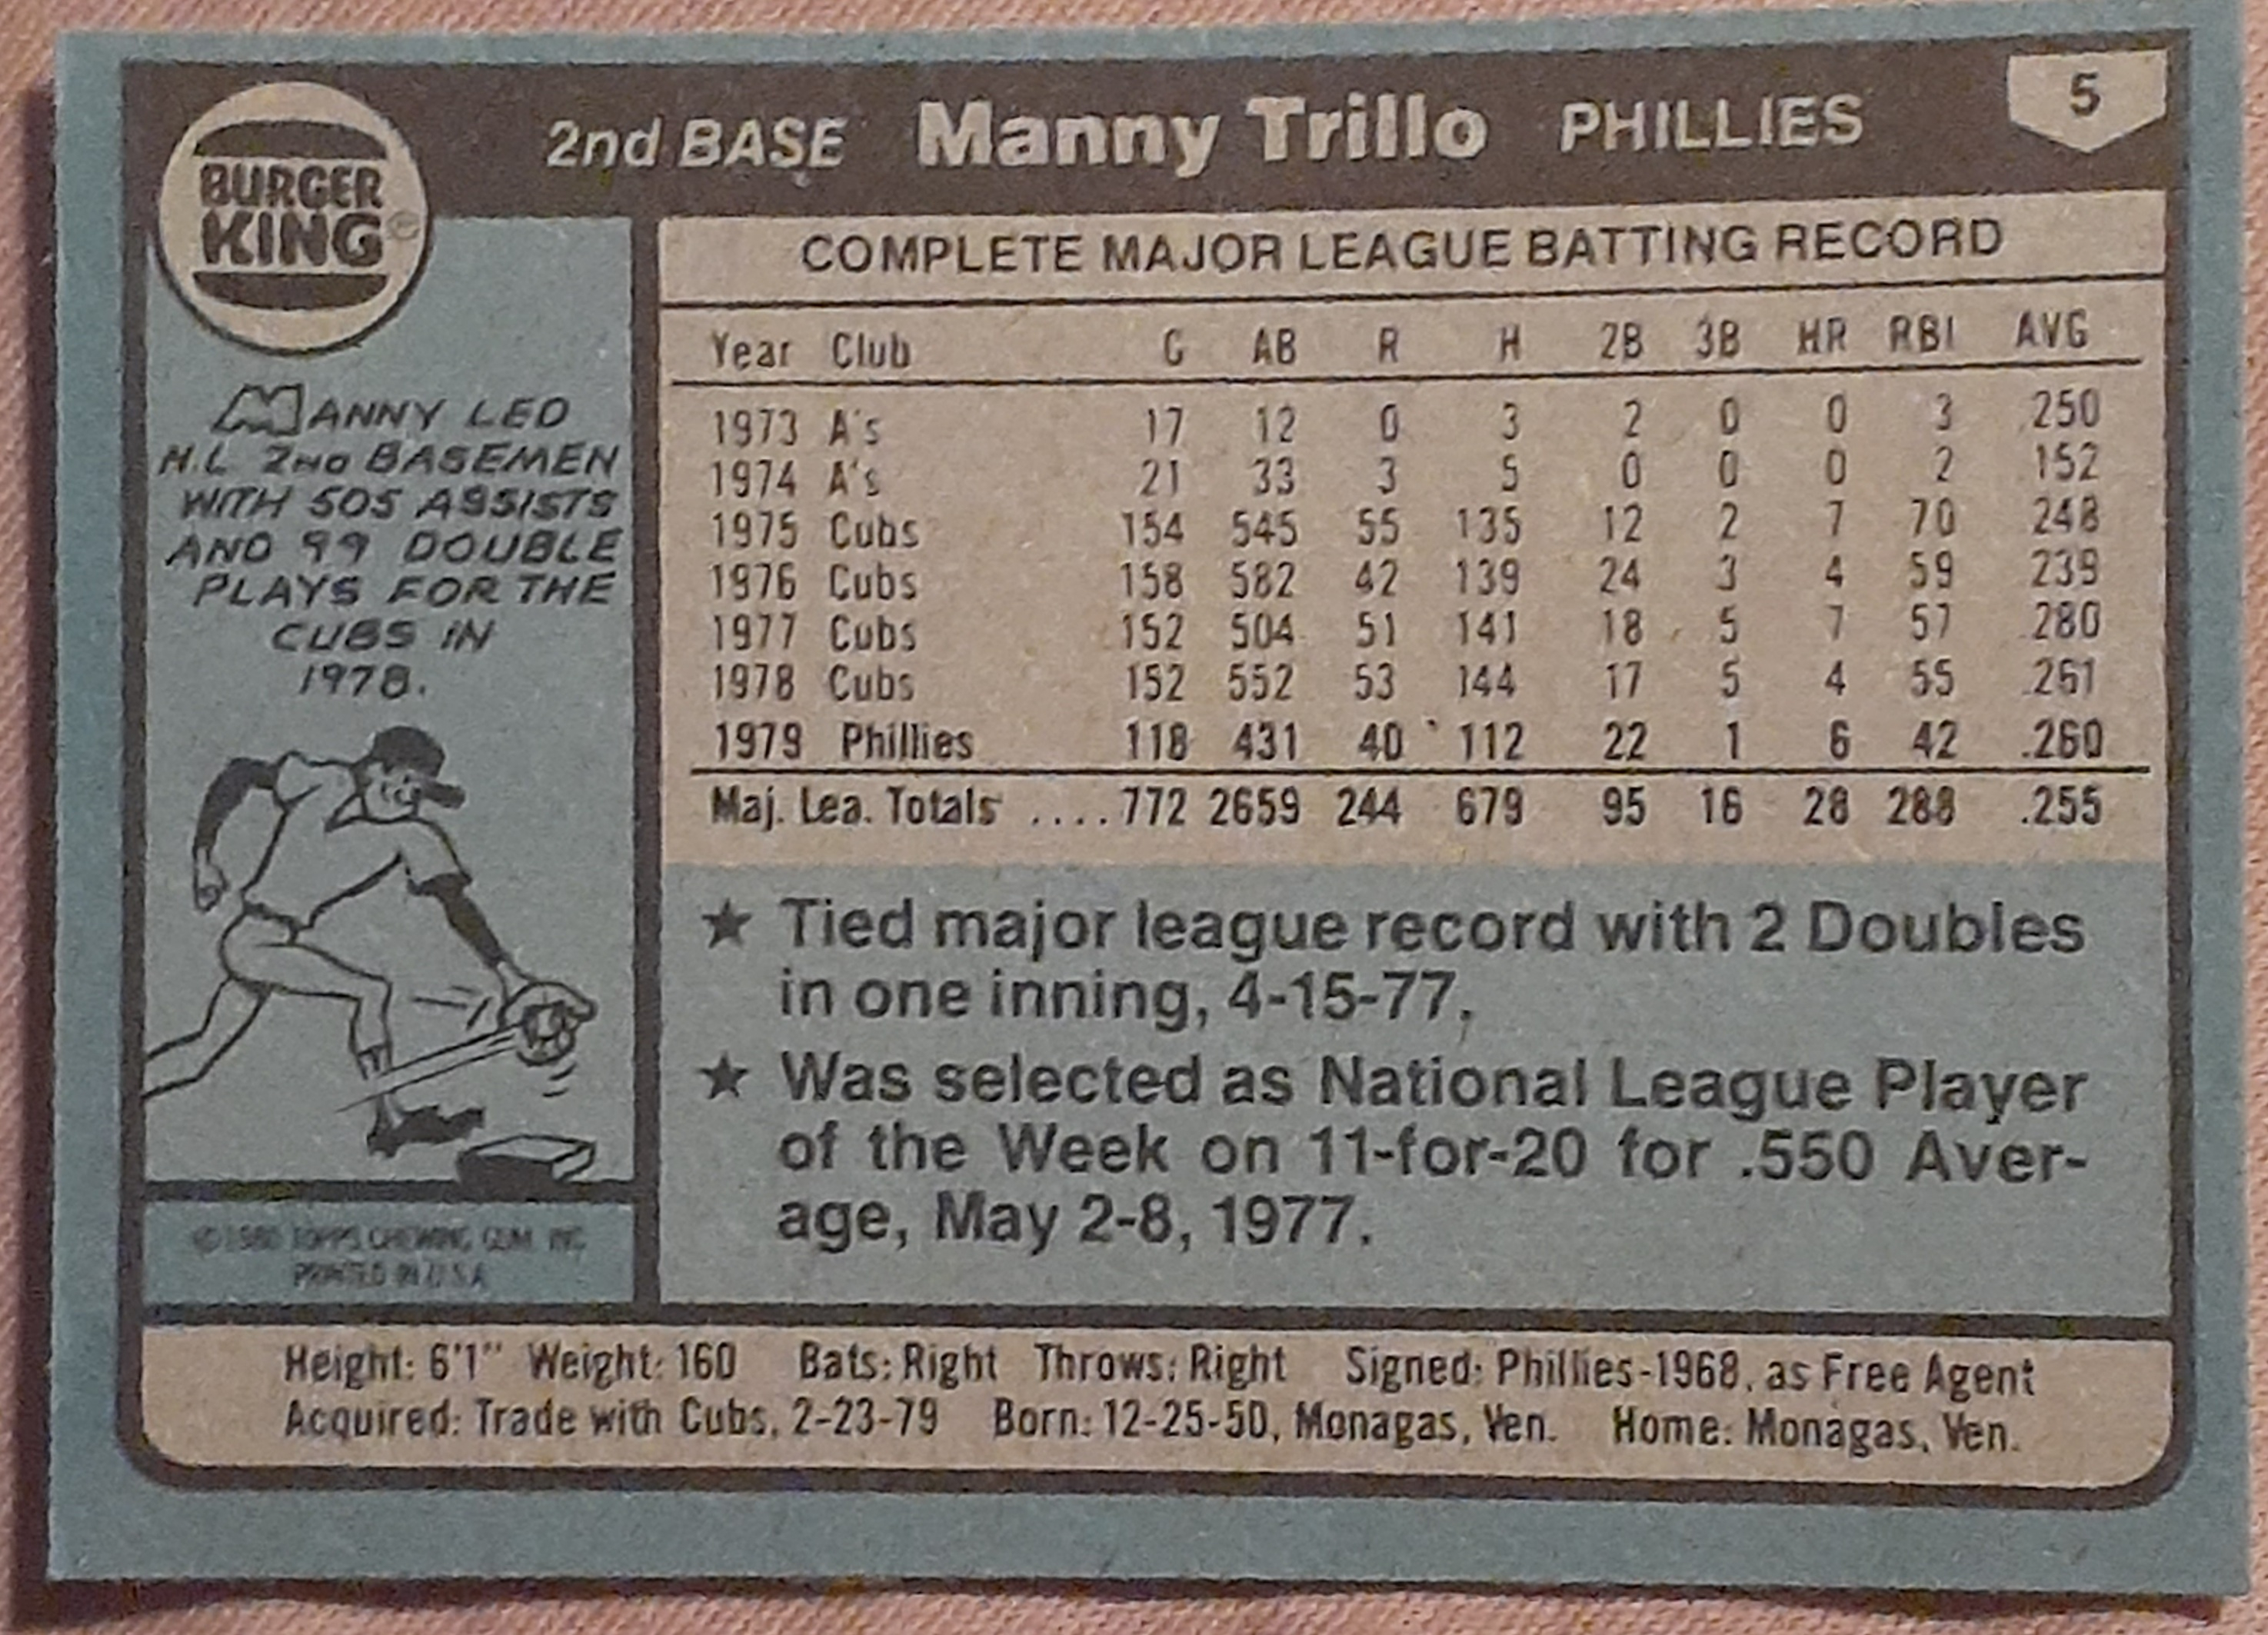 BURGER
KING®
2nd BASE Manny Trillo PHILLIES 5
MANNY LED
N.L. 2ND BASEMEN
WITH 505 ASSISTS
AND 99 DOUBLE
PLAYS FOR THE
CUBS IN
1978.
©1980 TOPPS CHEWING GUM, INC.
PRINTED IN U.S.A.
COMPLETE MAJOR LEAGUE BATTING RECORD
Year Club G AB R H 2B 3B HR RBI AVG
1973 A's 17 12 0 3 2 0 0 3 .250
1974 A's 21 33 3 5 0 0 0 2 .152
1975 Cubs 154 545 55 135 12 2 7 70 .248
1976 Cubs 158 582 42 139 24 3 4 59 .239
1977 Cubs 152 504 51 141 18 5 7 57 .280
1978 Cubs 152 552 53 144 17 5 4 55 .261
1979 Phillies 118 431 40 112 22 1 6 42 .260
Maj. Lea. Totals ....772 2659 244 679 95 16 28 288 .255
★ Tied major league record with 2 Doubles
in one inning, 4-15-77.
★ Was selected as National League Player
of the Week on 11-for-20 for .550 Aver-
age, May 2-8, 1977.
Height: 6'1" Weight: 160 Bats: Right Throws: Right Signed: Phillies-1968, as Free Agent
Acquired: Trade with Cubs, 2-23-79 Born: 12-25-50, Monagas, Ven. Home: Monagas, Ven.